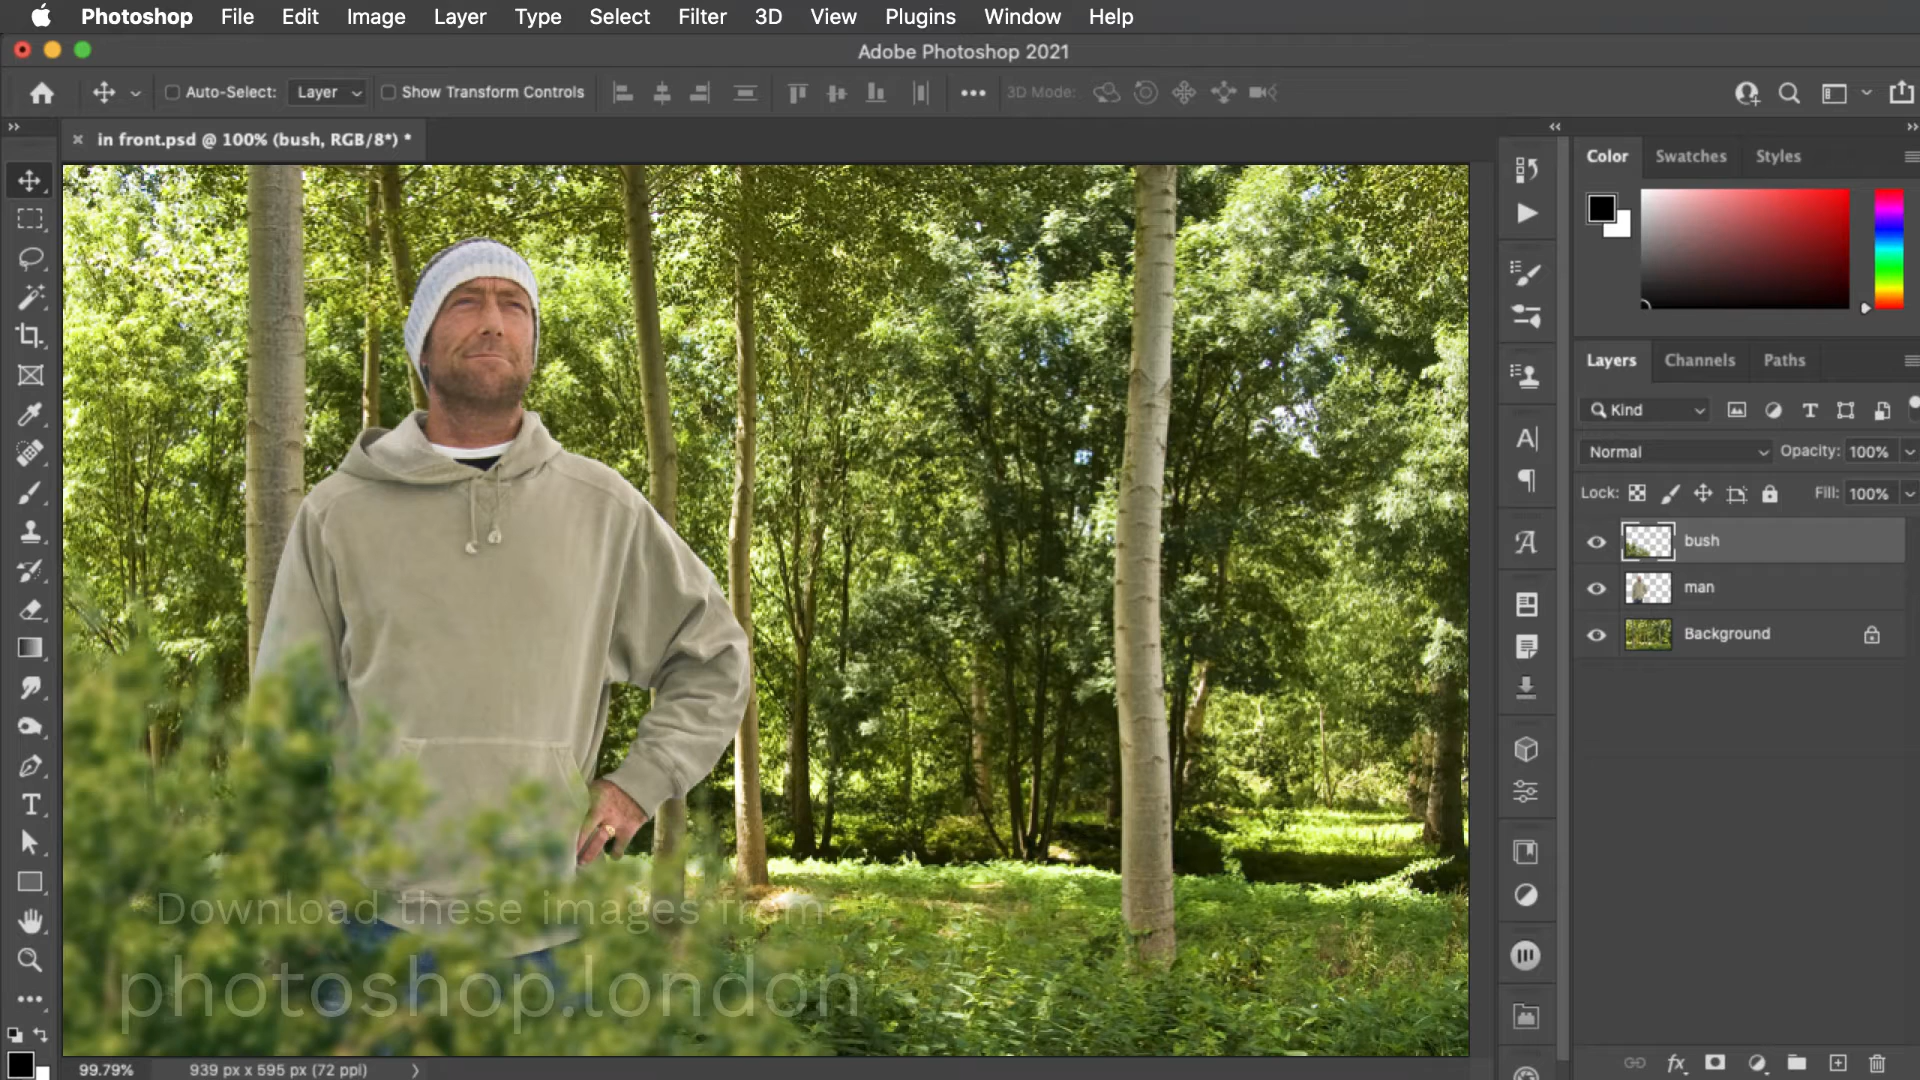 Photoshop File Edit Image Layer Type Select Filter 3D View Plugins Window Help
Adobe Photoshop 2021
Auto-Select: Layer Show Transform Controls 3D Mode:
in front.psd @ 100% (bush, RGB/8*) *
Color Swatches Styles
Layers Channels Paths
Kind
Normal Opacity: 100%
Lock: Fill: 100%
bush
man
Background
Download these images from
photoshop.london
99.79% 939 px x 595 px (72 ppi)